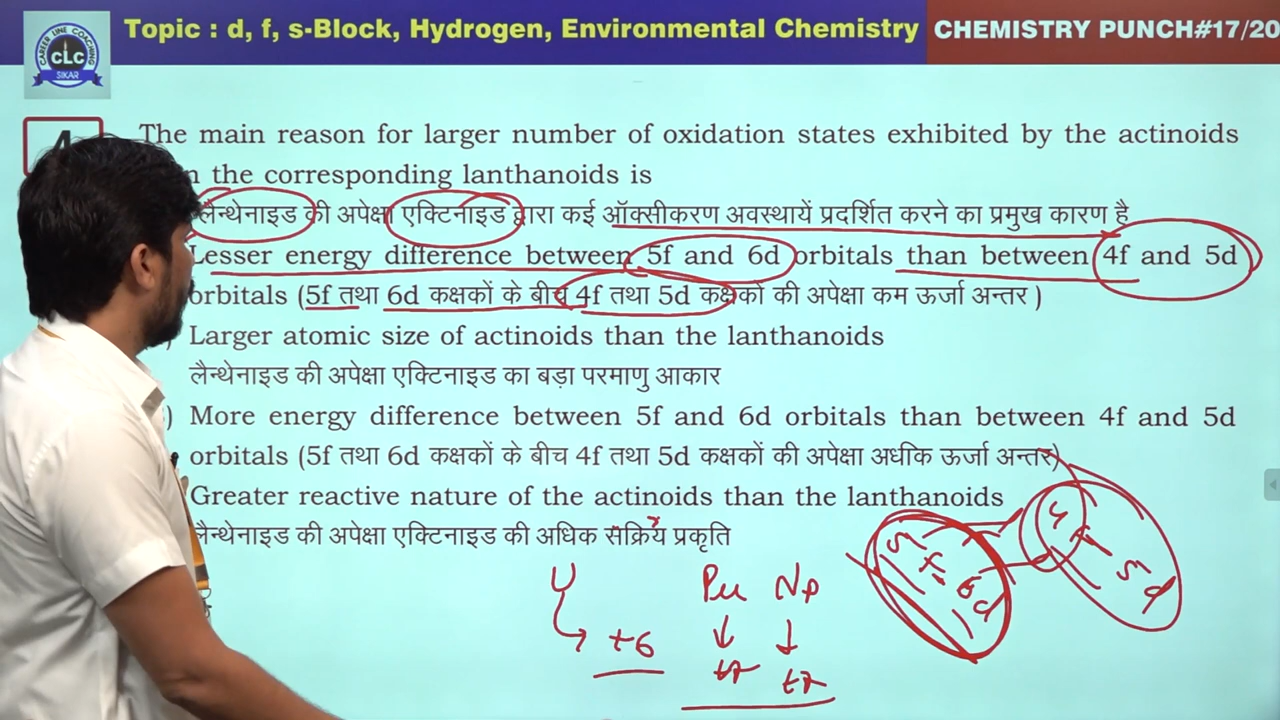 CAREER LINE COACHING
CLC
SIKAR
Topic : d, f, s-Block, Hydrogen, Environmental Chemistry
CHEMISTRY PUNCH#17/20
The main reason for larger number of oxidation states exhibited by the actinoids
the corresponding lanthanoids is
लैन्थेनाइड की अपेक्षा एक्टिनाइड द्वारा कई ऑक्सीकरण अवस्थायें प्रदर्शित करने का प्रमुख कारण है
Lesser energy difference between 5f and 6d orbitals than between 4f and 5d
orbitals (5f तथा 6d कक्षकों के बीच 4f तथा 5d कक्षकों की अपेक्षा कम ऊर्जा अन्तर )
) Larger atomic size of actinoids than the lanthanoids
लैन्थेनाइड की अपेक्षा एक्टिनाइड का बड़ा परमाणु आकार
) More energy difference between 5f and 6d orbitals than between 4f and 5d
orbitals (5f तथा 6d कक्षकों के बीच 4f तथा 5d कक्षकों की अपेक्षा अधीक ऊर्जा अन्तर)
Greater reactive nature of the actinoids than the lanthanoids
लैन्थेनाइड की अपेक्षा एक्टिनाइड की अधिक सक्रिय प्रकृति
5f 6d
4f 5d
U
Pu Np
+6
+7 +7